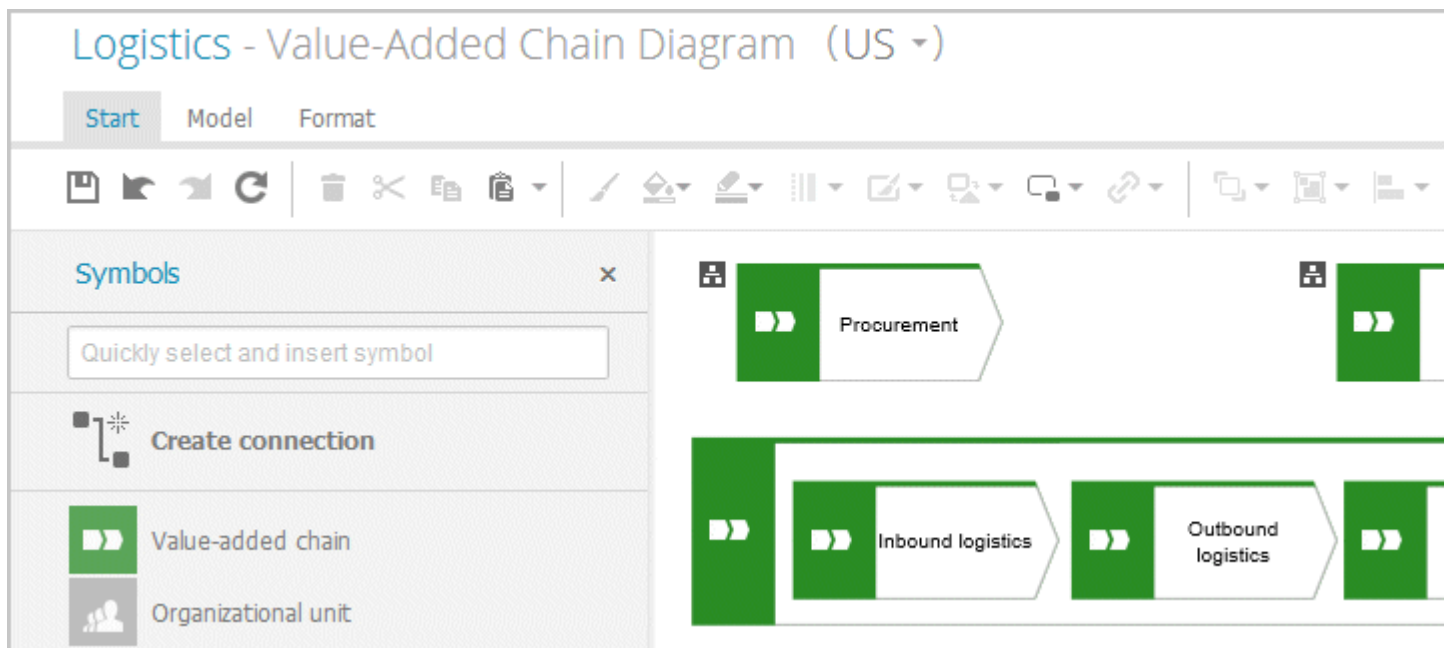 Logistics - Value-Added Chain Diagram (US)
Start Model Format
Symbols
Quickly select and insert symbol
Create connection
Value-added chain
Organizational unit
Procurement
Inbound logistics
Outbound
logistics